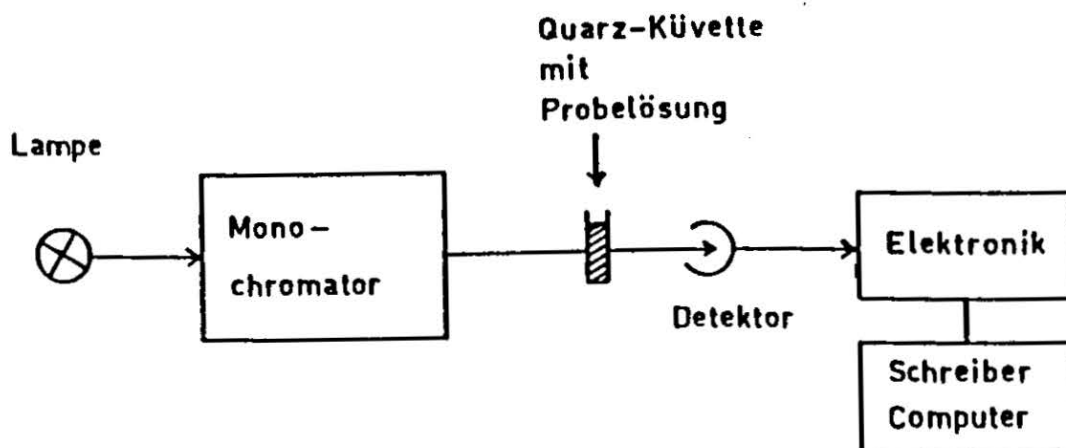 Quarz-Küvette
mit
Probelösung
Lampe
Mono-
chromator
Detektor
Elektronik
Schreiber
Computer